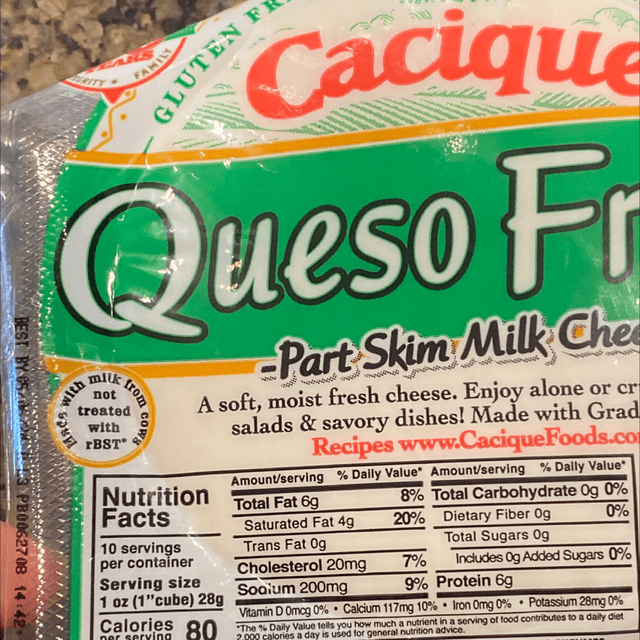 GLUTEN FR
Cacique
FAMILY
Queso Fr
-Part Skim Milk Chee
Made with milk from cows
not
treated
with
rBST*
A soft, moist fresh cheese. Enjoy alone or cr
salads & savory dishes! Made with Grad
Recipes www.CaciqueFoods.co
BEST BY
PB00627 08 14:42
Nutrition
Facts
10 servings
per container
Serving size
1 oz (1"cube) 28g
Calories
per serving 80
Amount/serving % Daily Value*
Total Fat 6g 8%
Saturated Fat 4g 20%
Trans Fat 0g
Cholesterol 20mg 7%
Sodium 200mg 9%
Amount/serving % Daily Value*
Total Carbohydrate 0g 0%
Dietary Fiber 0g 0%
Total Sugars 0g
Includes 0g Added Sugars 0%
Protein 6g
Vitamin D 0mcg 0% • Calcium 117mg 10% • Iron 0mg 0% • Potassium 28mg 0%
*The % Daily Value tells you how much a nutrient in a serving of food contributes to a daily diet
2,000 calories a day is used for general nutrition advice.